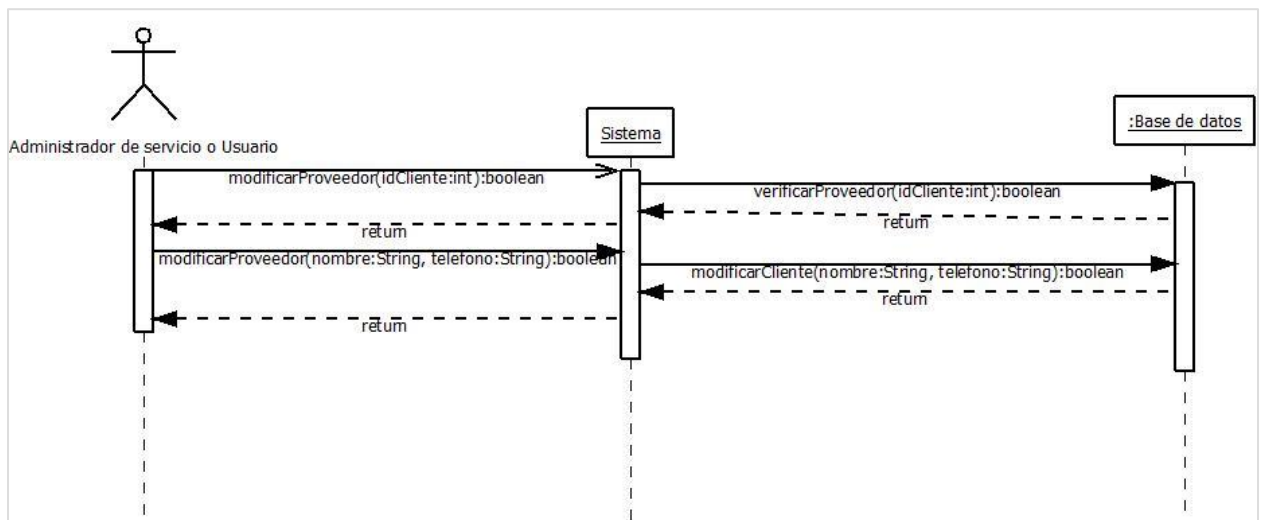 Administrador de servicio o Usuario
Sistema
:Base de datos
modificarProveedor(idCliente:int):boolean
verificarProveedor(idCliente:int):boolean
return
return
modificarProveedor(nombre:String, telefono:String):boolean
modificarCliente(nombre:String, telefono:String):boolean
return
return